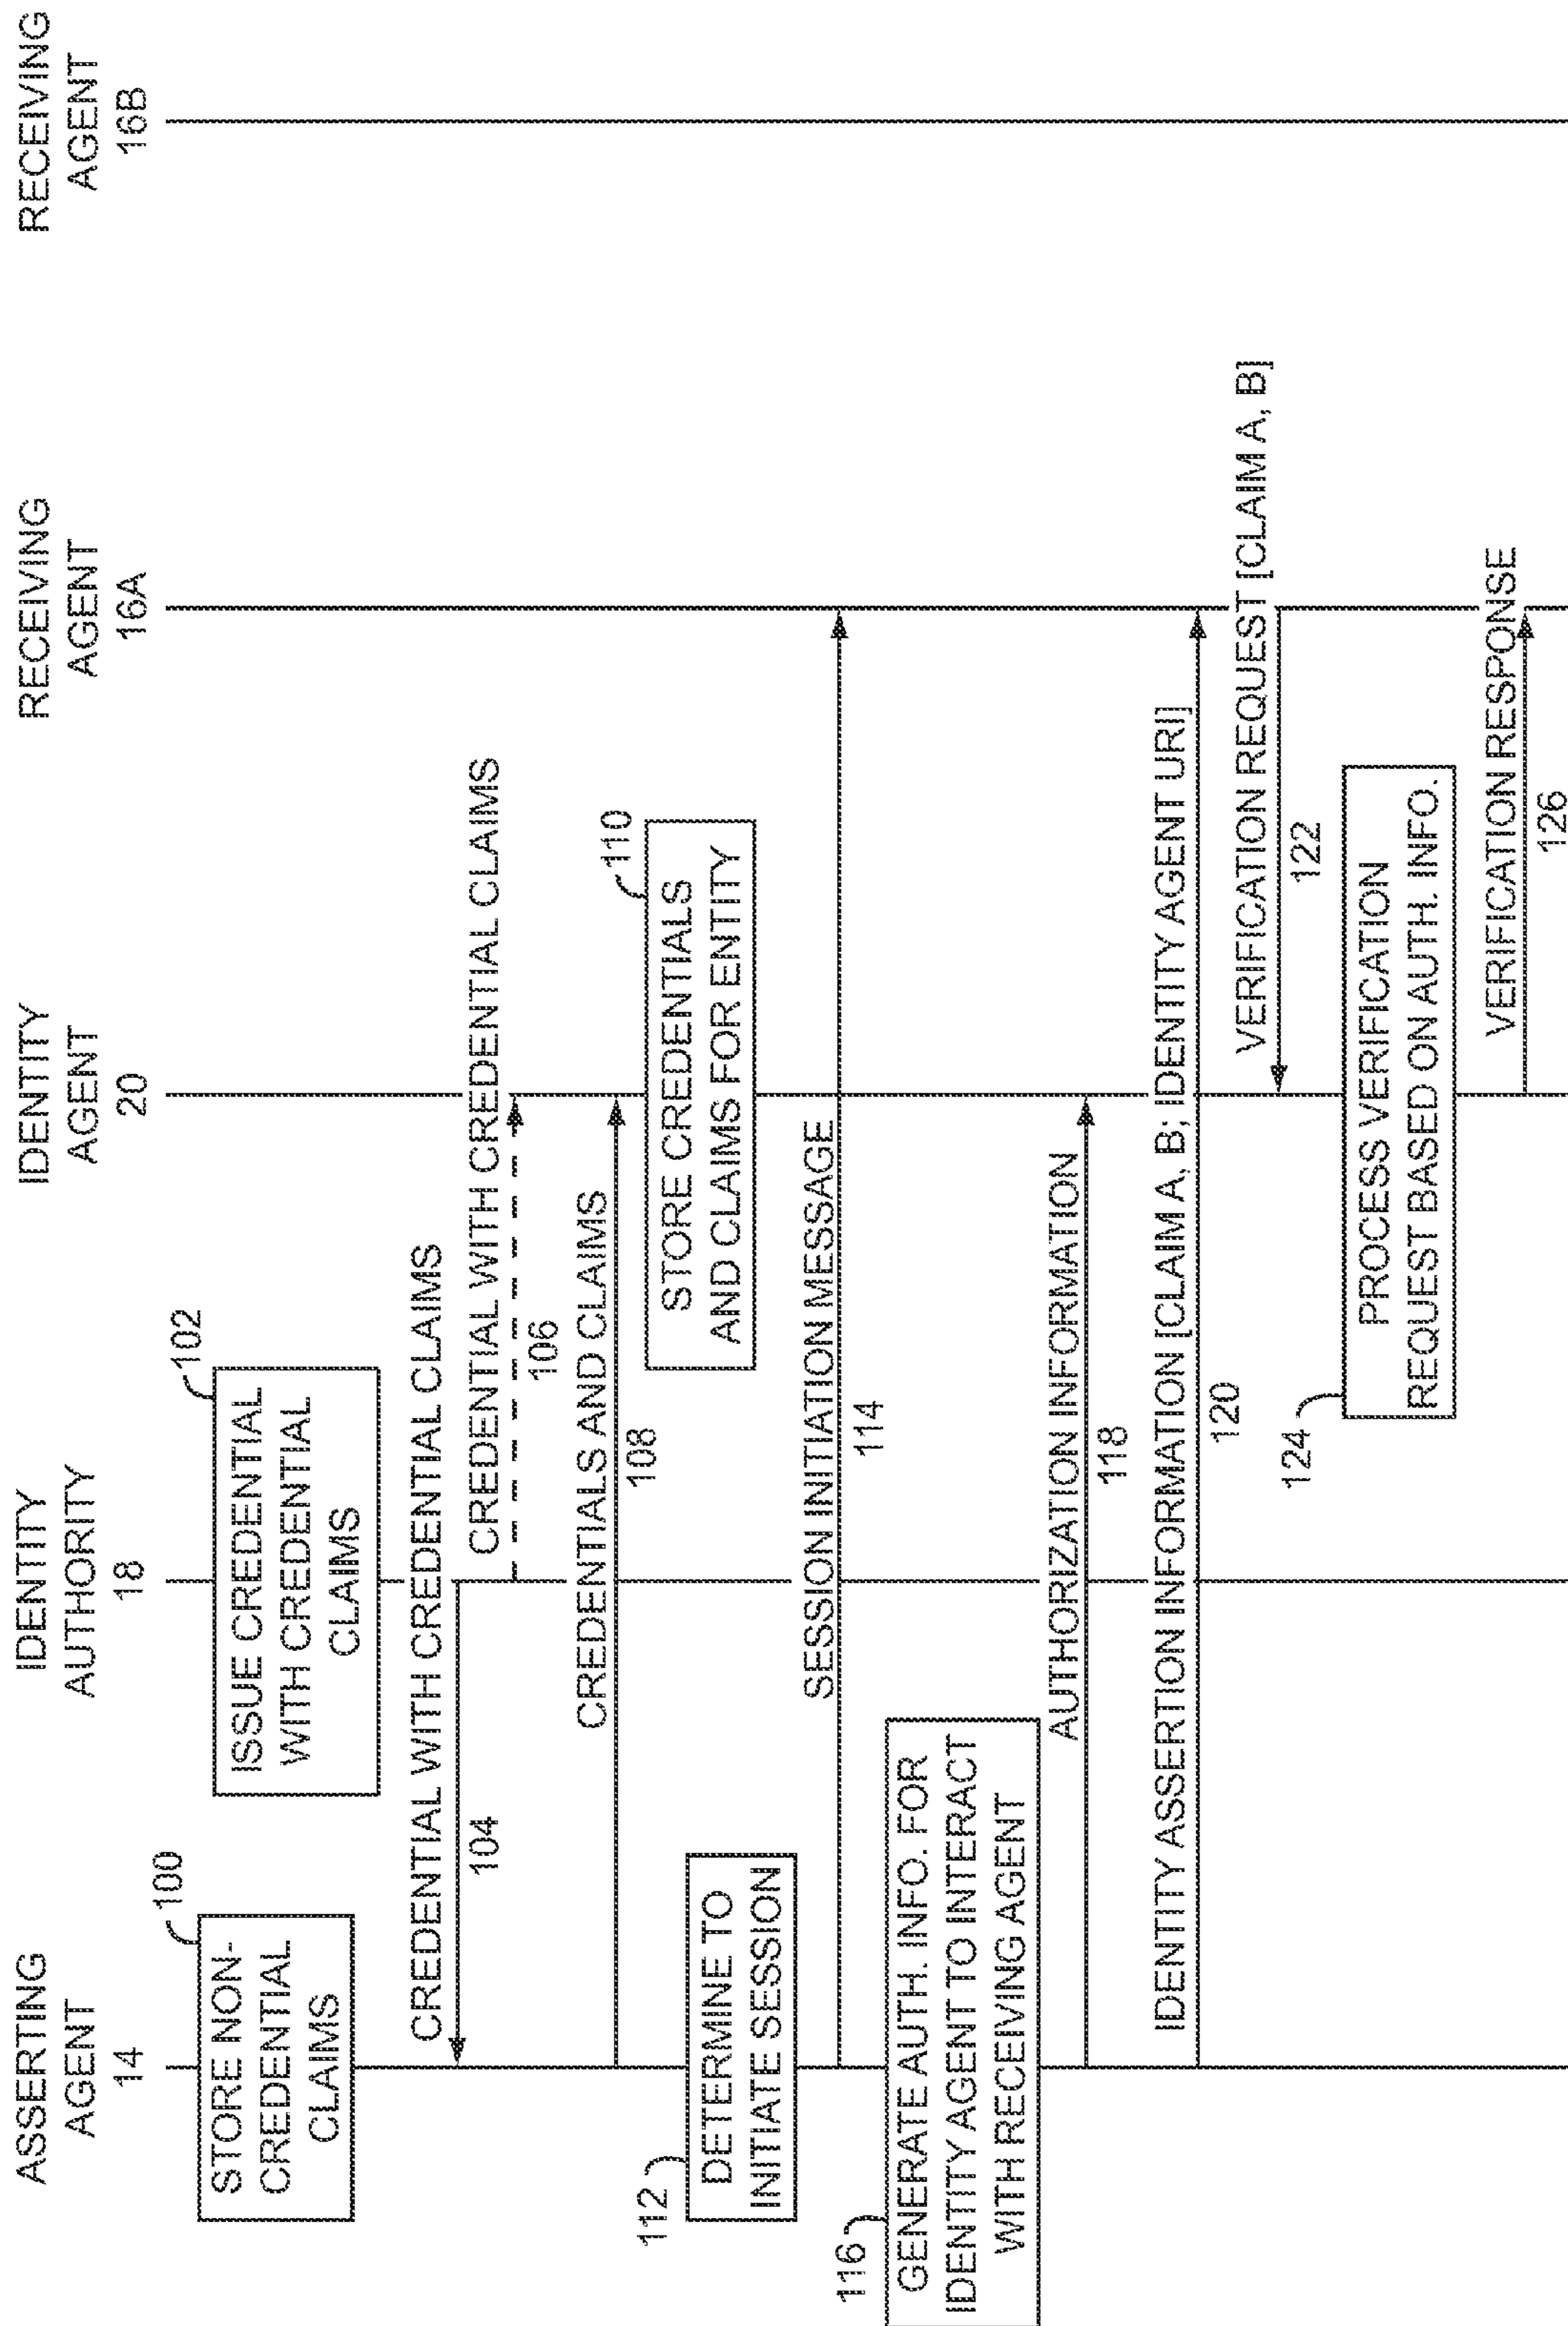 ASSERTING
AGENT
14
IDENTITY
AUTHORITY
18
IDENTITY
AGENT
20
RECEIVING
AGENT
16A
RECEIVING
AGENT
16B
100
STORE NON-
CREDENTIAL
CLAIMS
102
ISSUE CREDENTIAL
WITH CREDENTIAL
CLAIMS
CREDENTIAL WITH CREDENTIAL CLAIMS
104
CREDENTIAL WITH CREDENTIAL CLAIMS
106
CREDENTIALS AND CLAIMS
108
110
STORE CREDENTIALS
AND CLAIMS FOR ENTITY
112
DETERMINE TO
INITIATE SESSION
SESSION INITIATION MESSAGE
114
116
GENERATE AUTH. INFO. FOR
IDENTITY AGENT TO INTERACT
WITH RECEIVING AGENT
AUTHORIZATION INFORMATION
118
IDENTITY ASSERTION INFORMATION [CLAIM A, B; IDENTITY AGENT URI]
120
VERIFICATION REQUEST [CLAIM A, B]
122
124
PROCESS VERIFICATION
REQUEST BASED ON AUTH. INFO.
VERIFICATION RESPONSE
126